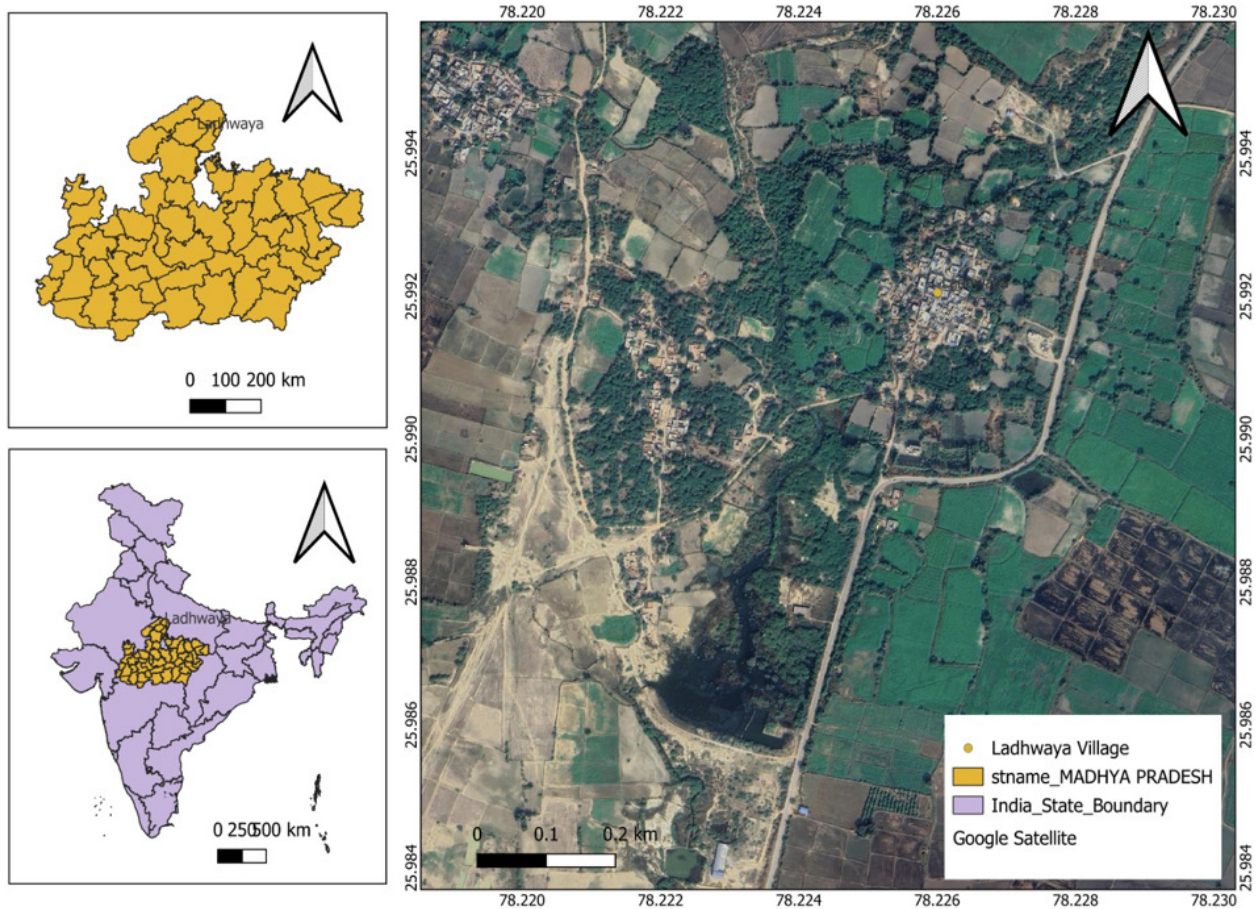 Ladhwaya
0 100 200 km
Ladhwaya
0 250500 km
78.220 78.222 78.224 78.226 78.228 78.230
25.994
25.992
25.990
25.988
25.986
25.984
25.994
25.992
25.990
25.988
25.986
25.984
0 0.1 0.2 km
Ladhwaya Village
stname_MADHYA PRADESH
India_State_Boundary
Google Satellite
78.220 78.222 78.224 78.226 78.228 78.230